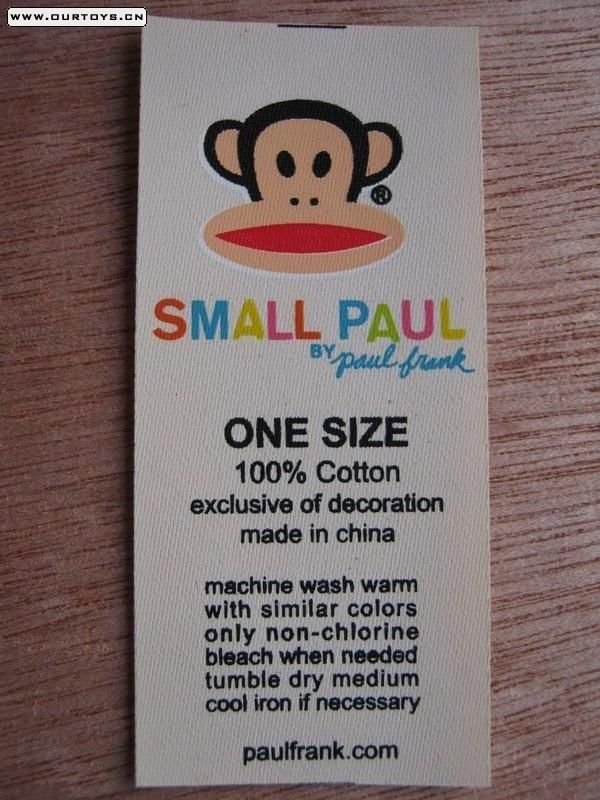 WWW.OURTOYS.CN
®
SMALL PAUL
BY paul frank
ONE SIZE
100% Cotton
exclusive of decoration
made in china
machine wash warm
with similar colors
only non-chlorine
bleach when needed
tumble dry medium
cool iron if necessary
paulfrank.com